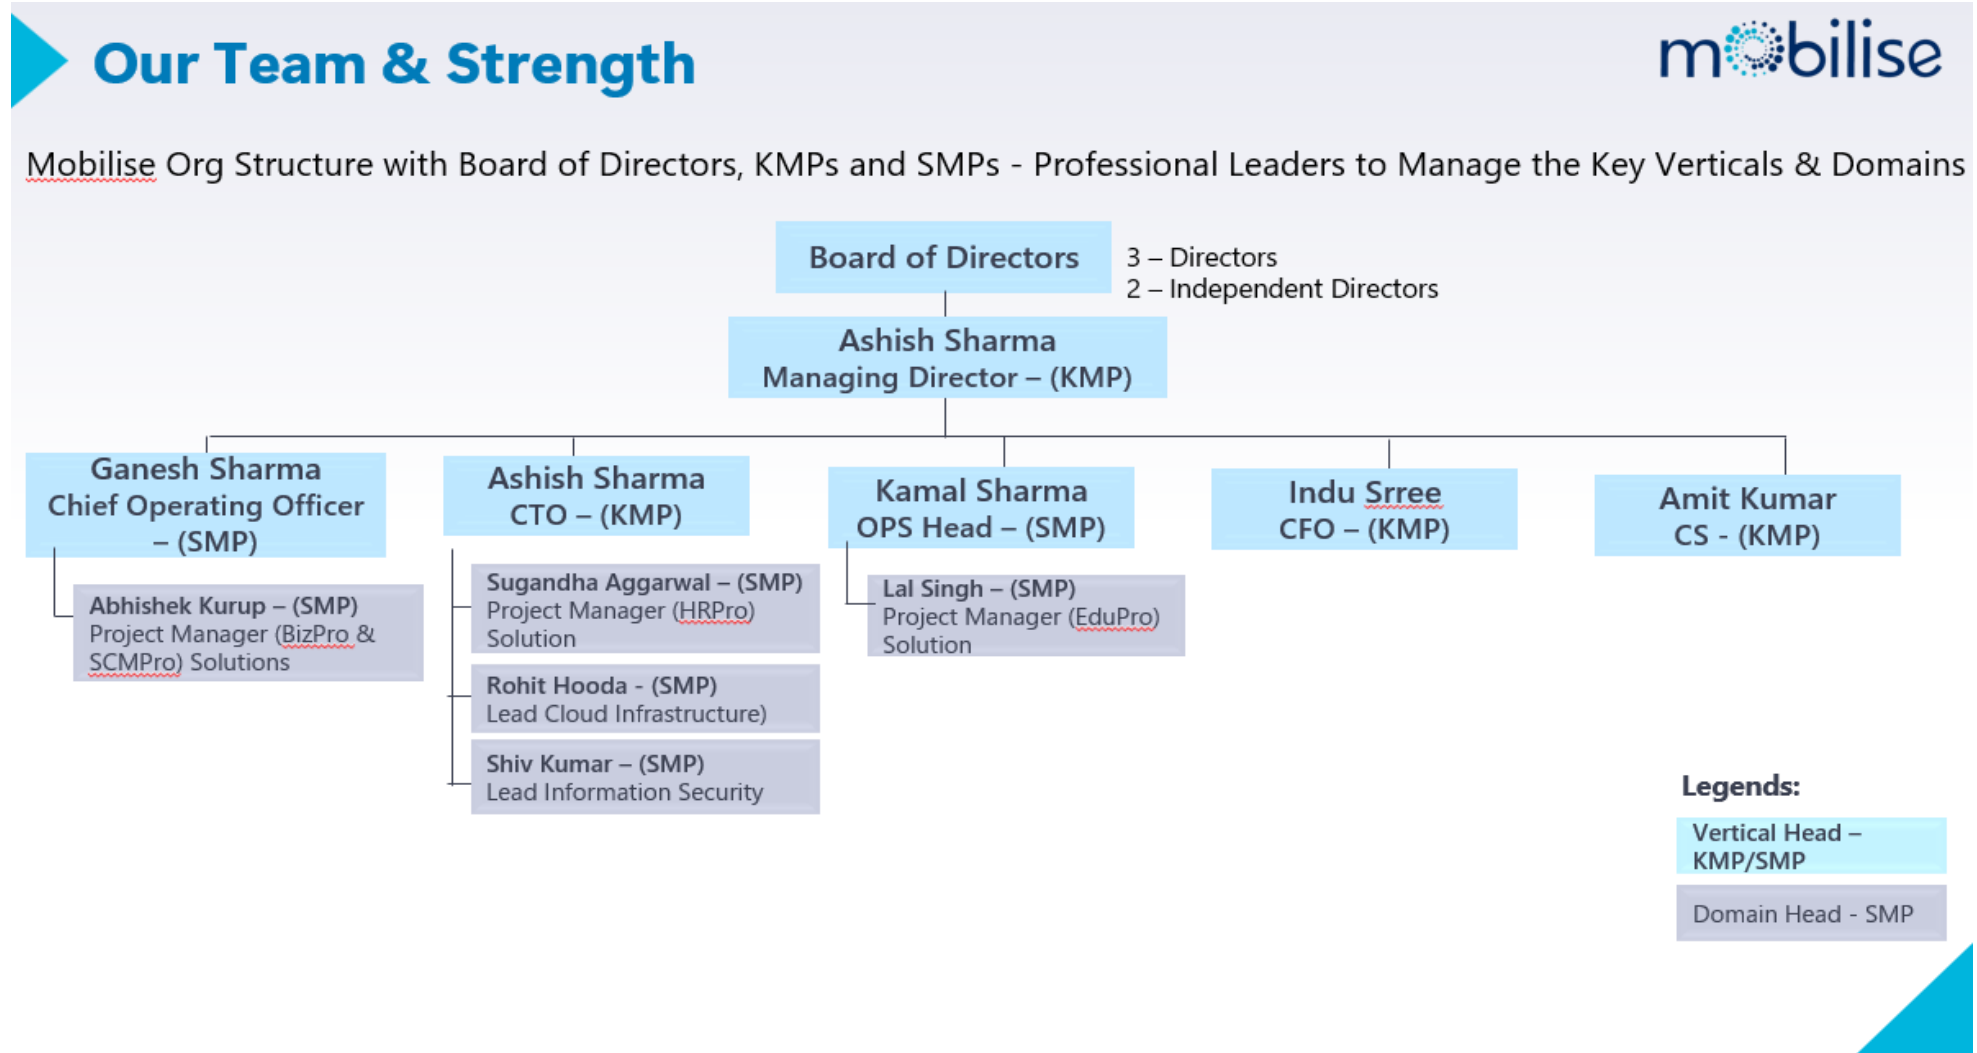 Our Team & Strength
mobilise
Mobilise Org Structure with Board of Directors, KMPs and SMPs - Professional Leaders to Manage the Key Verticals & Domains
Board of Directors
3 – Directors
2 – Independent Directors
Ashish Sharma
Managing Director – (KMP)
Ganesh Sharma
Chief Operating Officer
– (SMP)
Ashish Sharma
CTO – (KMP)
Kamal Sharma
OPS Head – (SMP)
Indu Srree
CFO – (KMP)
Amit Kumar
CS - (KMP)
Abhishek Kurup – (SMP)
Project Manager (BizPro &
SCMPro) Solutions
Sugandha Aggarwal – (SMP)
Project Manager (HRPro)
Solution
Rohit Hooda - (SMP)
Lead Cloud Infrastructure)
Shiv Kumar – (SMP)
Lead Information Security
Lal Singh – (SMP)
Project Manager (EduPro)
Solution
Legends:
Vertical Head –
KMP/SMP
Domain Head - SMP